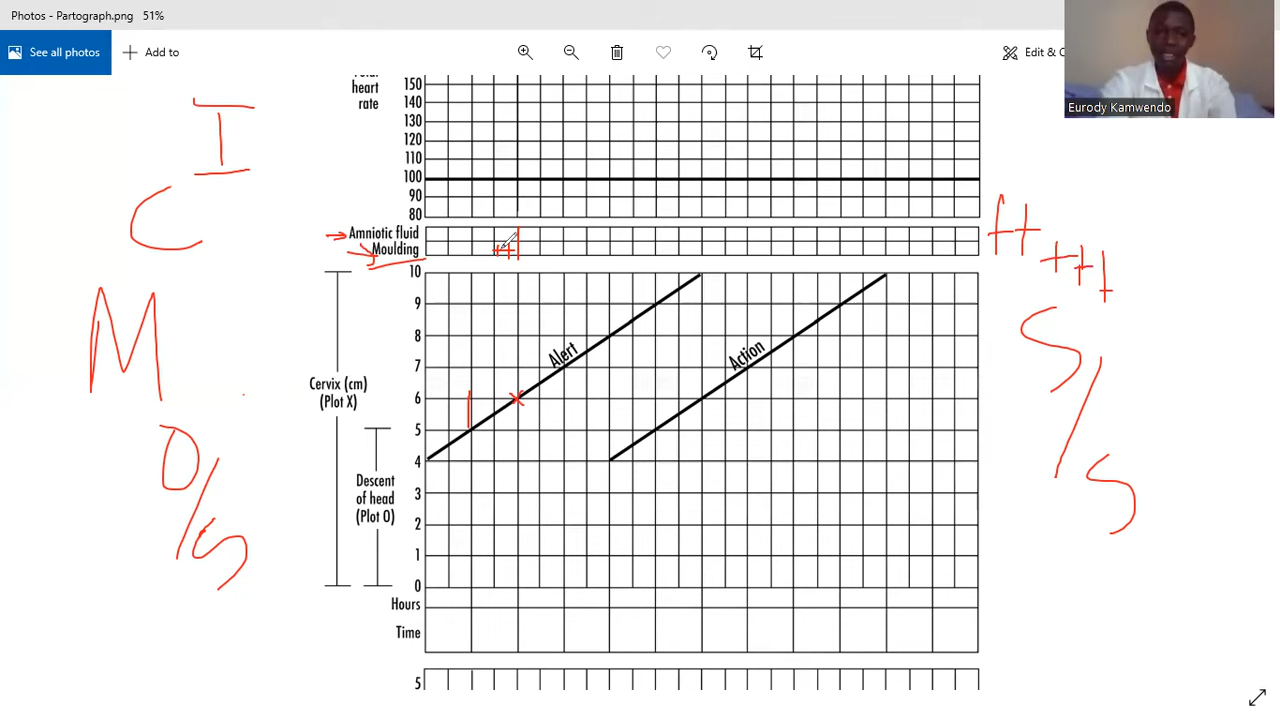 Photos - Partograph.png 51%
See all photos
Add to
Edit & C
Eurody Kamwendo
heart
rate
150
140
130
120
110
100
90
80
Amniotic fluid
Moulding
10
9
8
7
6
5
4
3
2
1
0
Alert
Action
Cervix (cm)
(Plot X)
Descent
of head
(Plot O)
Hours
Time
5
I
C
M
D/S
++
+++
S/S